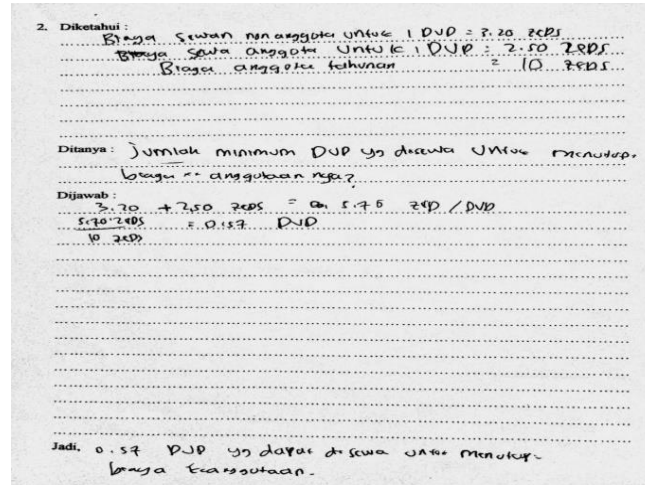 2. Diketahui :
Biaya sewaan non anggota untuk 1 DVD = 3.20 zeds
Biaya sewa anggota untuk 1 DVD : 2.50 zeds
Biaya anggota tahunan = 10 zeds
Ditanya : Jumlah minimum DVD yg disewa untuk menutup.
biaya anggotaan nya?
Dijawab :
3.20 + 2,50 zeds = 5.70 zed / DVD
5.70 zeds = 0.57 DVD
10 zeds
Jadi, 0.57 DVD yg dapat disewa untuk menutup-
biaya keanggotaan.